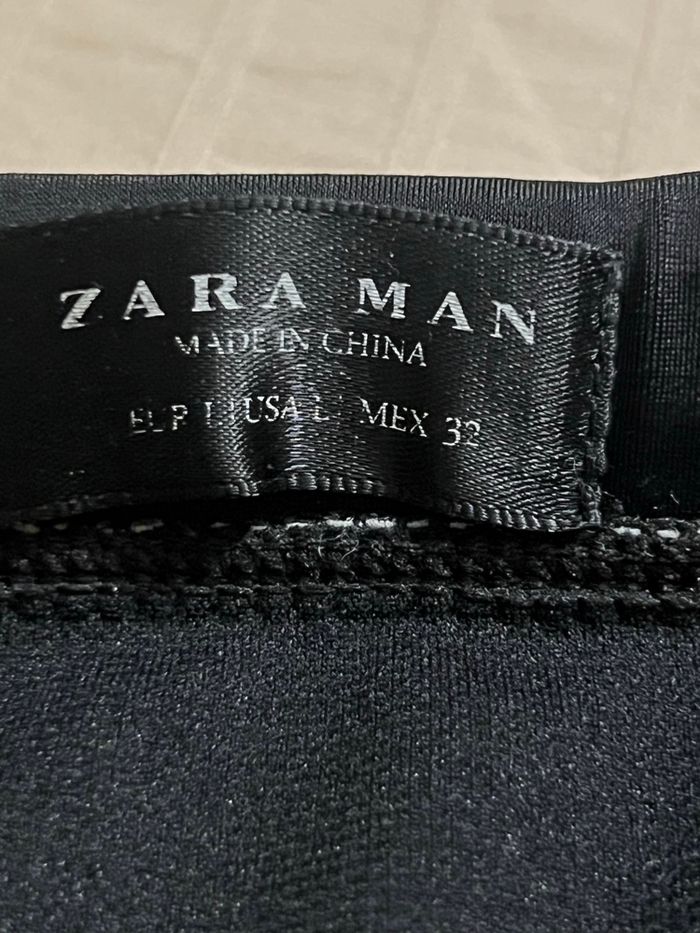 ZARA MAN
MADE IN CHINA
EUR L USA L MEX 32